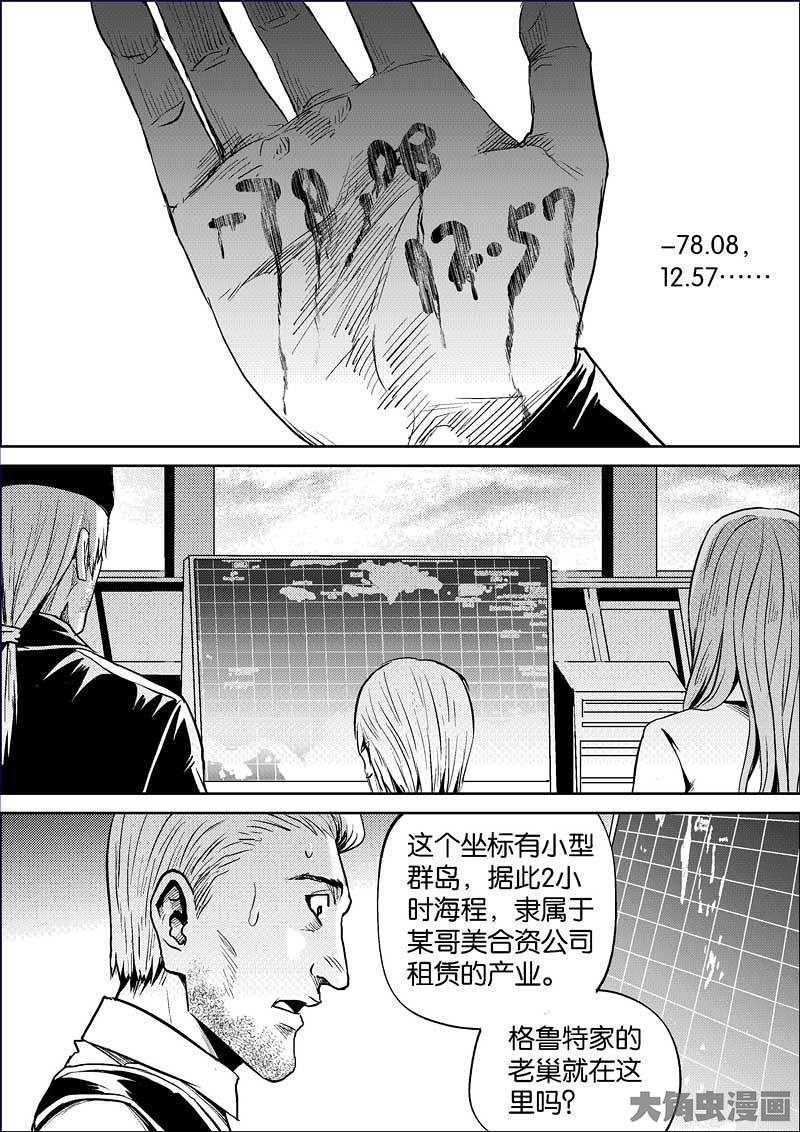 -78.08
12.57
-78.08,
12.57……
这个坐标有小型
群岛，据此2小
时海程，隶属于
某哥美合资公司
租赁的产业。
格鲁特家的
老巢就在这
里吗？
大角虫漫画